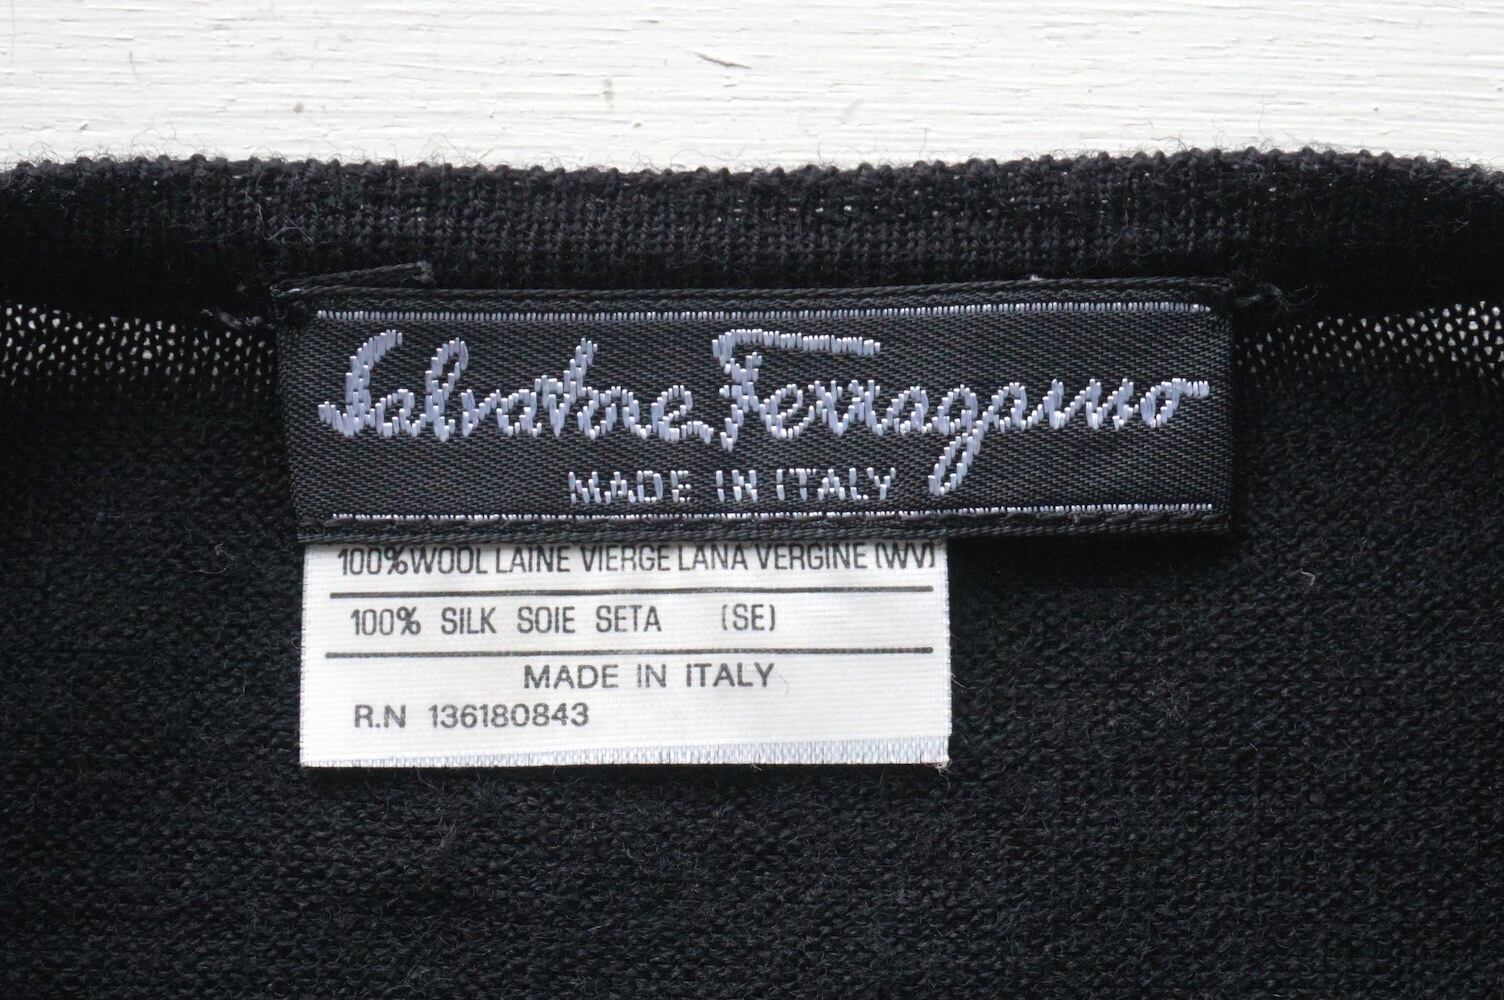 Salvatore Ferragamo
MADE IN ITALY
100%WOOL LAINE VIERGE LANA VERGINE (WV)
100% SILK SOIE SETA (SE)
MADE IN ITALY
R.N 136180843